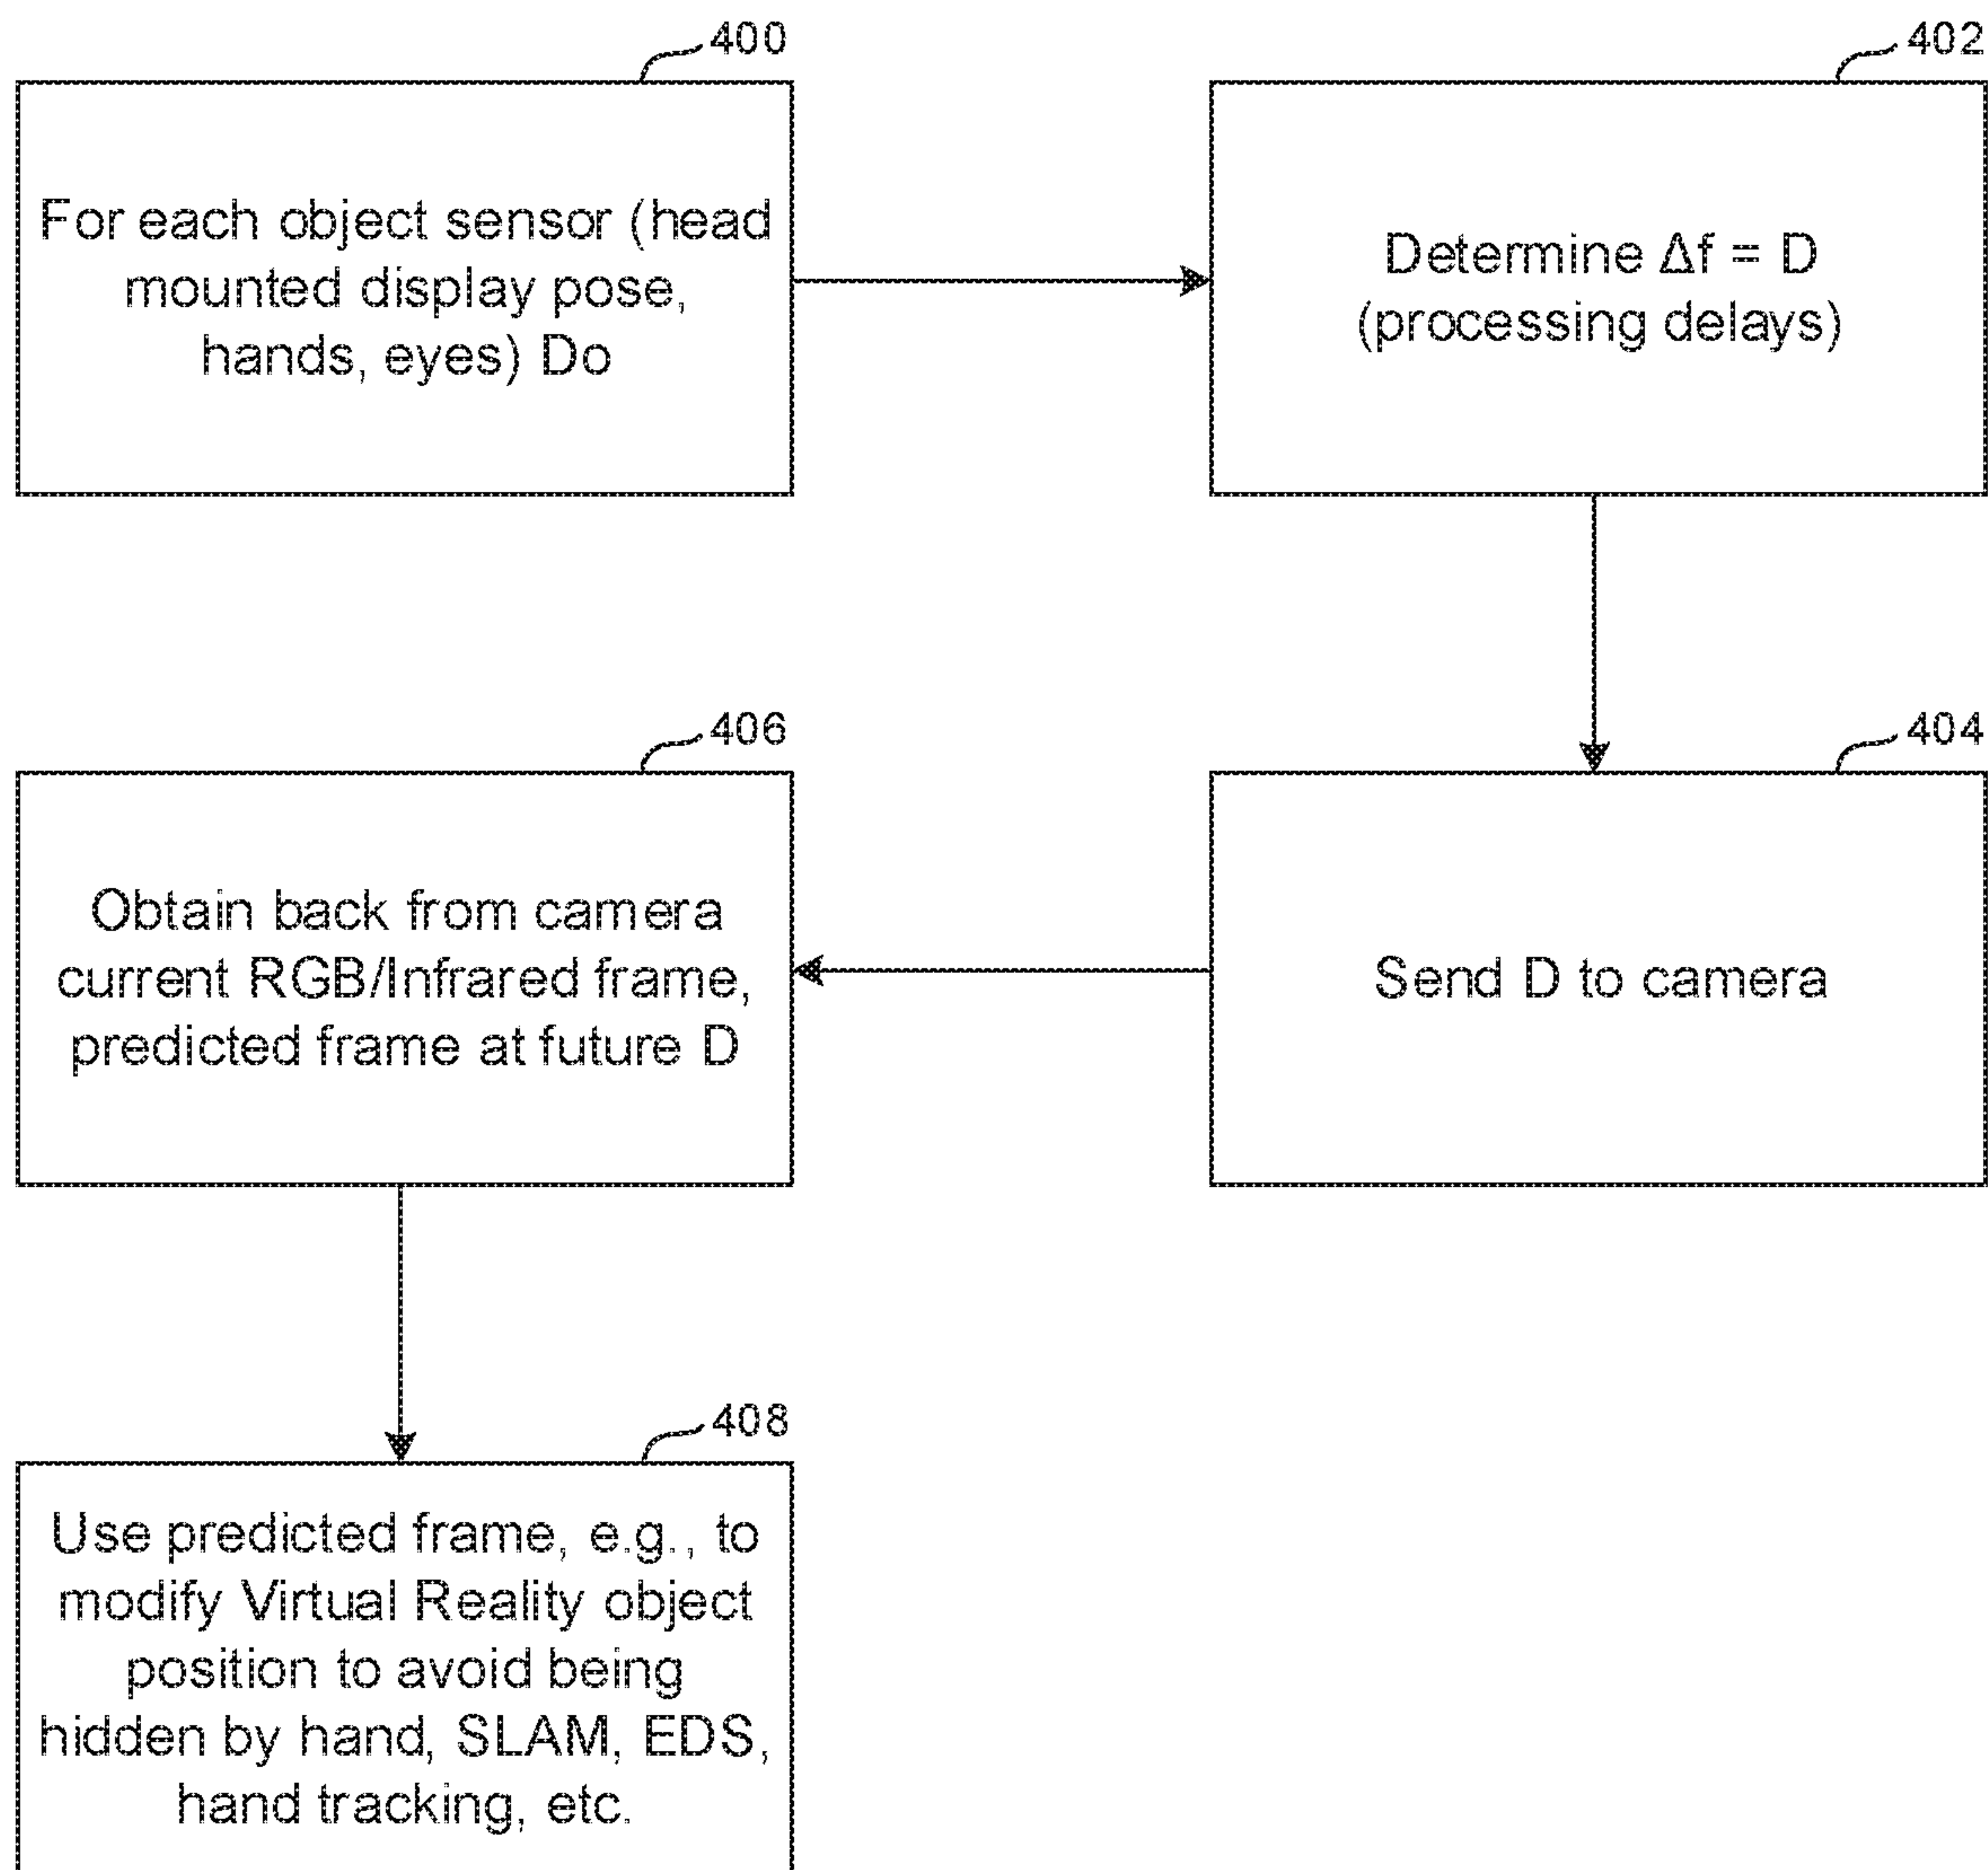 400
For each object sensor (head
mounted display pose,
hands, eyes) Do
402
Determine Δf = D
(processing delays)
404
Send D to camera
406
Obtain back from camera
current RGB/Infrared frame,
predicted frame at future D
408
Use predicted frame, e.g., to
modify Virtual Reality object
position to avoid being
hidden by hand, SLAM, EDS,
hand tracking, etc.